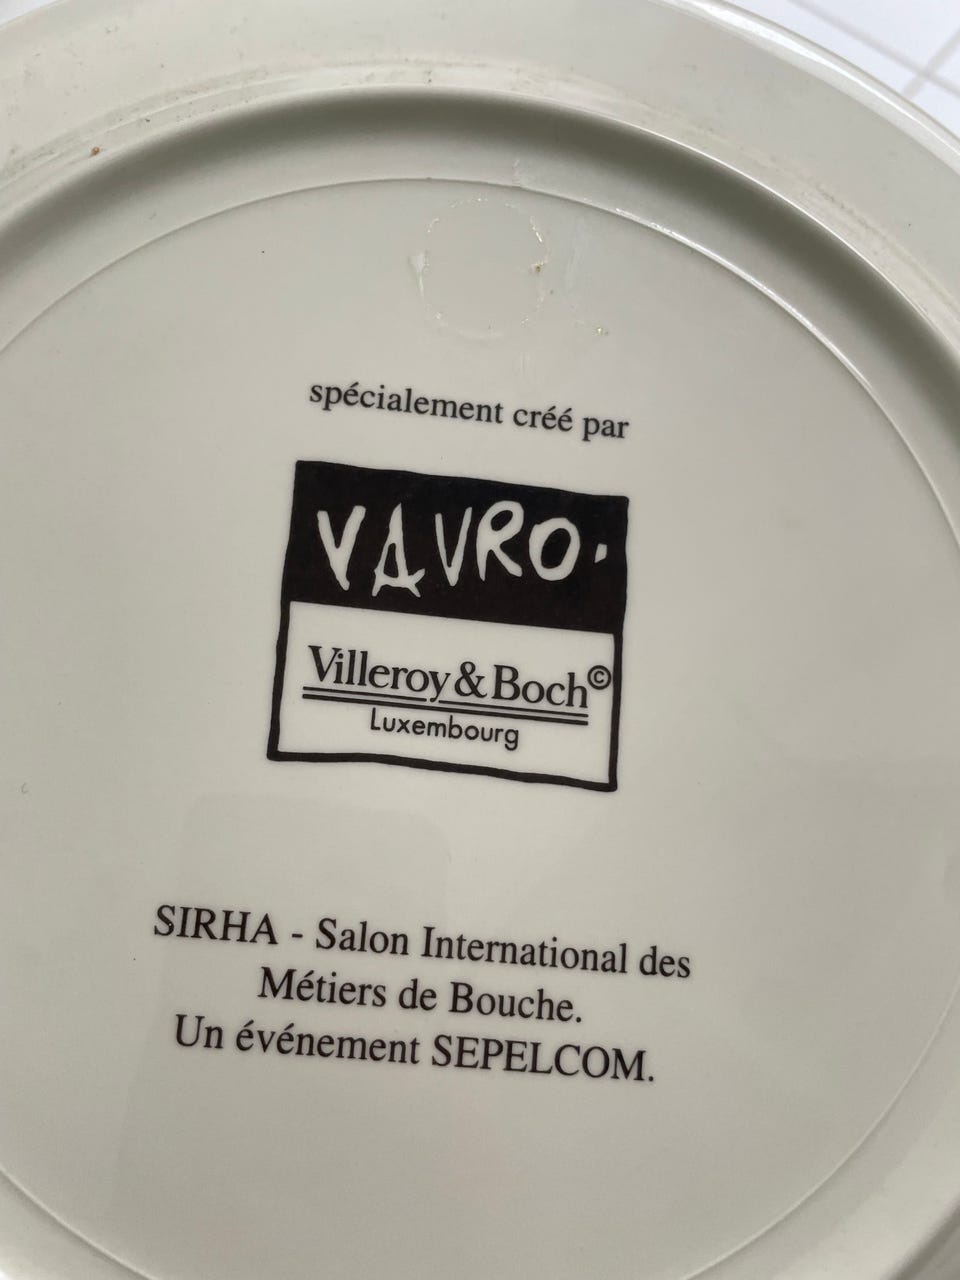 spécialement créé par
VAVRO.
Villeroy & Boch©
Luxembourg
SIRHA - Salon International des
Métiers de Bouche.
Un événement SEPELCOM.